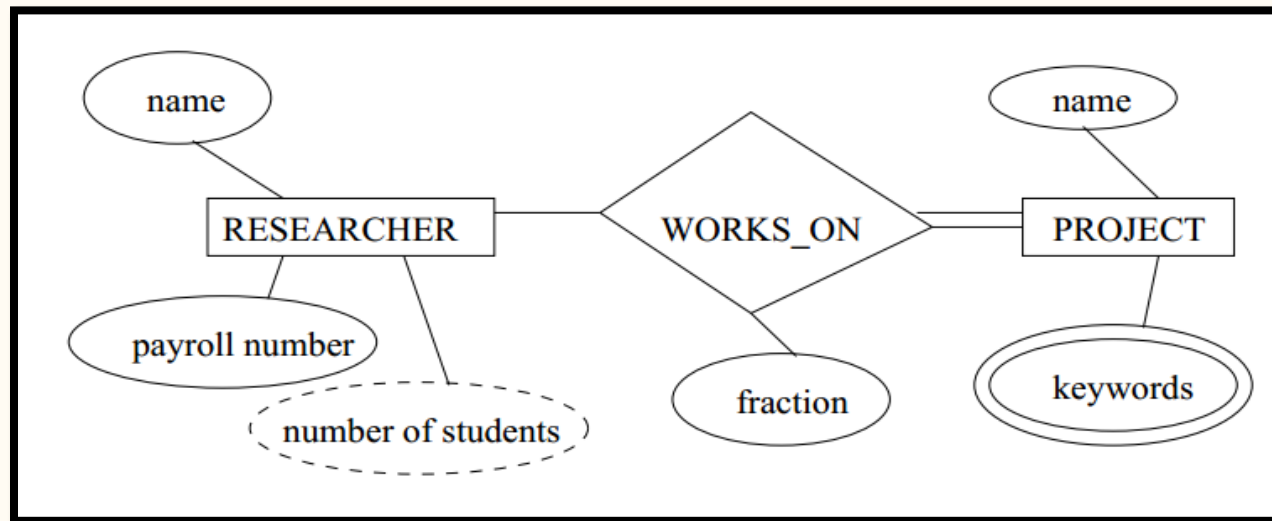 name
name
RESEARCHER
WORKS_ON
PROJECT
payroll number
number of students
fraction
keywords